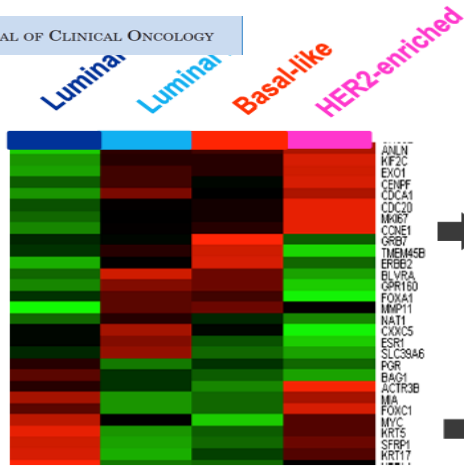 AL OF CLINICAL ONCOLOGY
Luminal
Luminal
Basal-like
HER2-enriched
ANLN
KIF2C
EXO1
CENPF
CDCA1
CDC20
MKI67
CCNE1
GRB7
TMEM45B
ERBB2
BLVRA
GPR160
FOXA1
MMP11
NAT1
CXXC5
ESR1
SLC39A6
PGR
BAG1
ACTR3B
MIA
FOXC1
MYC
KRT5
SFRP1
KRT17